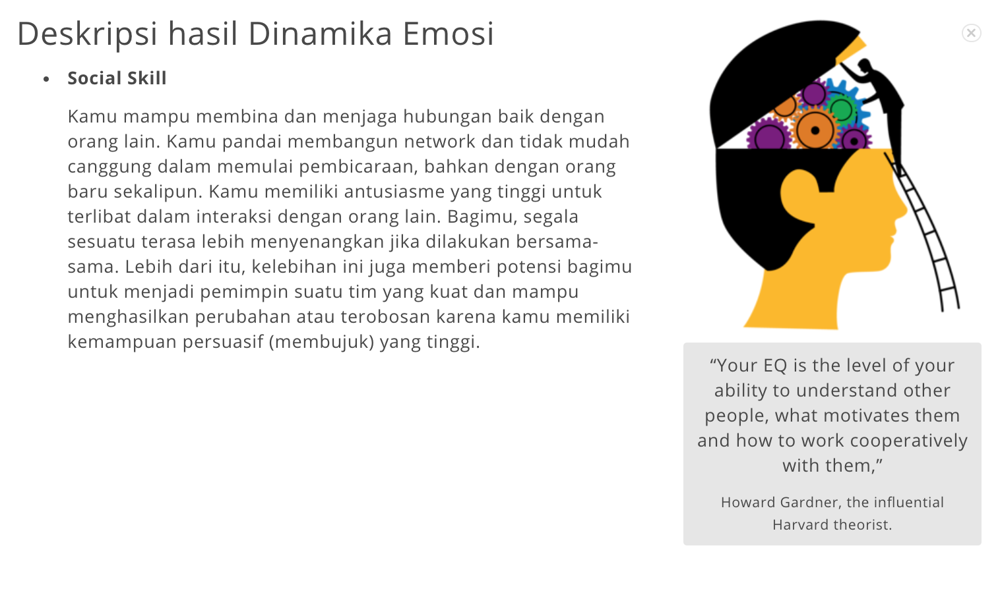 Deskripsi hasil Dinamika Emosi
• Social Skill
Kamu mampu membina dan menjaga hubungan baik dengan
orang lain. Kamu pandai membangun network dan tidak mudah
canggung dalam memulai pembicaraan, bahkan dengan orang
baru sekalipun. Kamu memiliki antusiasme yang tinggi untuk
terlibat dalam interaksi dengan orang lain. Bagimu, segala
sesuatu terasa lebih menyenangkan jika dilakukan bersama-
sama. Lebih dari itu, kelebihan ini juga memberi potensi bagimu
untuk menjadi pemimpin suatu tim yang kuat dan mampu
menghasilkan perubahan atau terobosan karena kamu memiliki
kemampuan persuasif (membujuk) yang tinggi.
“Your EQ is the level of your
ability to understand other
people, what motivates them
and how to work cooperatively
with them,”
Howard Gardner, the influential
Harvard theorist.